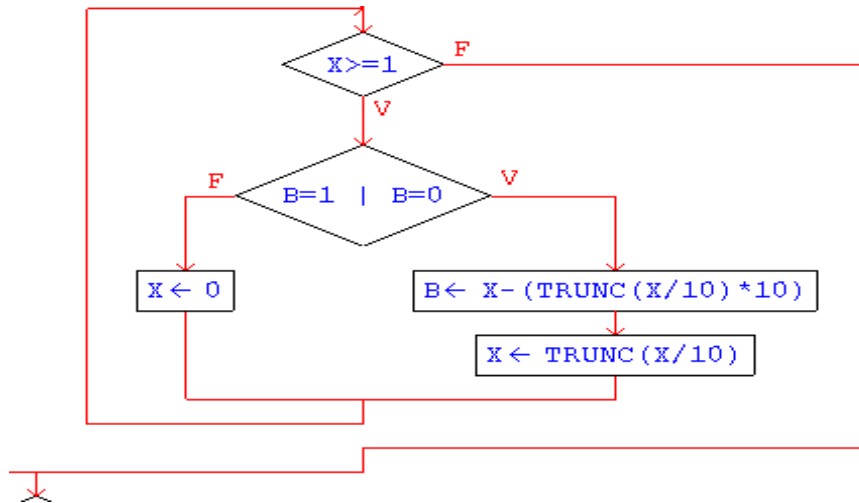 F
X>=1
V
F
V
B=1 | B=0
X← 0
B← X-(TRUNC(X/10)*10)
X← TRUNC(X/10)